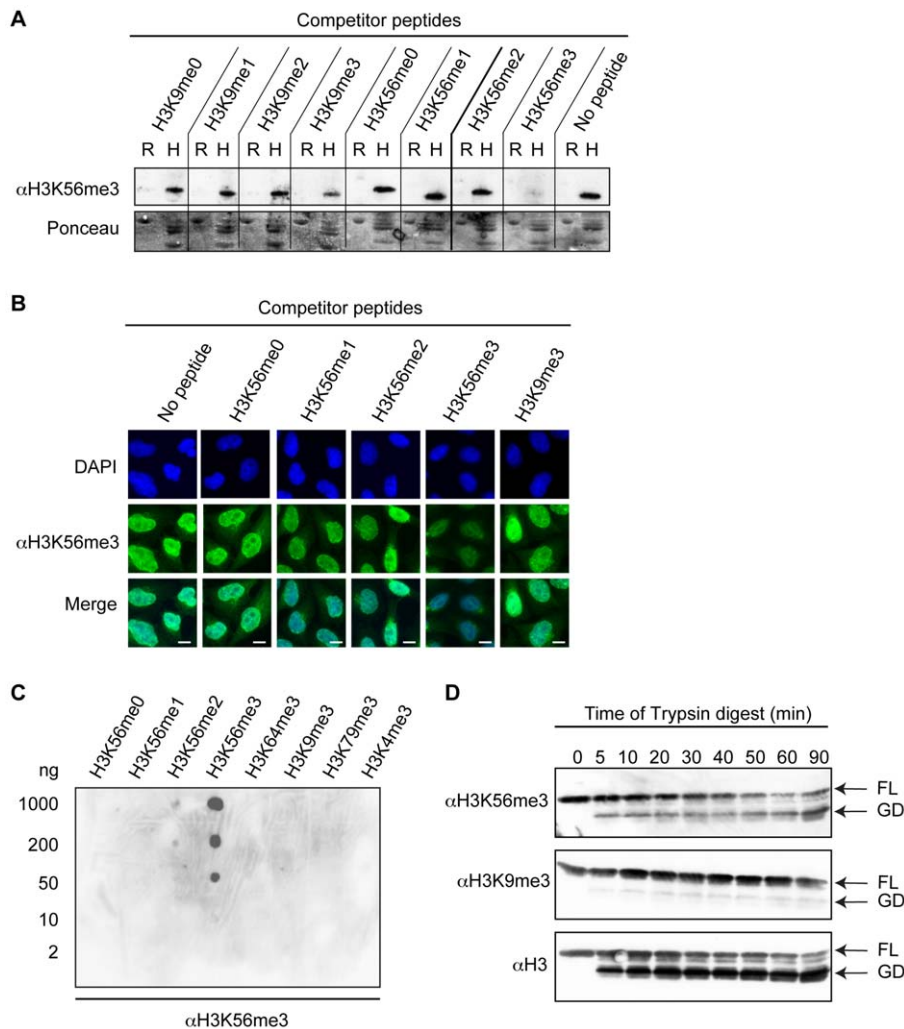 A
Competitor peptides
H3K9me0 H3K9me1 H3K9me2 H3K9me3 H3K56me0 H3K56me1 H3K56me2 H3K56me3 No peptide
R H R H R H R H R H R H R H R H R H
αH3K56me3
Ponceau
B
Competitor peptides
No peptide H3K56me0 H3K56me1 H3K56me2 H3K56me3 H3K9me3
DAPI
αH3K56me3
Merge
C
H3K56me0 H3K56me1 H3K56me2 H3K56me3 H3K64me3 H3K9me3 H3K79me3 H3K4me3
ng
1000
200
50
10
2
αH3K56me3
D
Time of Trypsin digest (min)
0 5 10 20 30 40 50 60 90
αH3K56me3 FL
GD
αH3K9me3 FL
GD
αH3 FL
GD